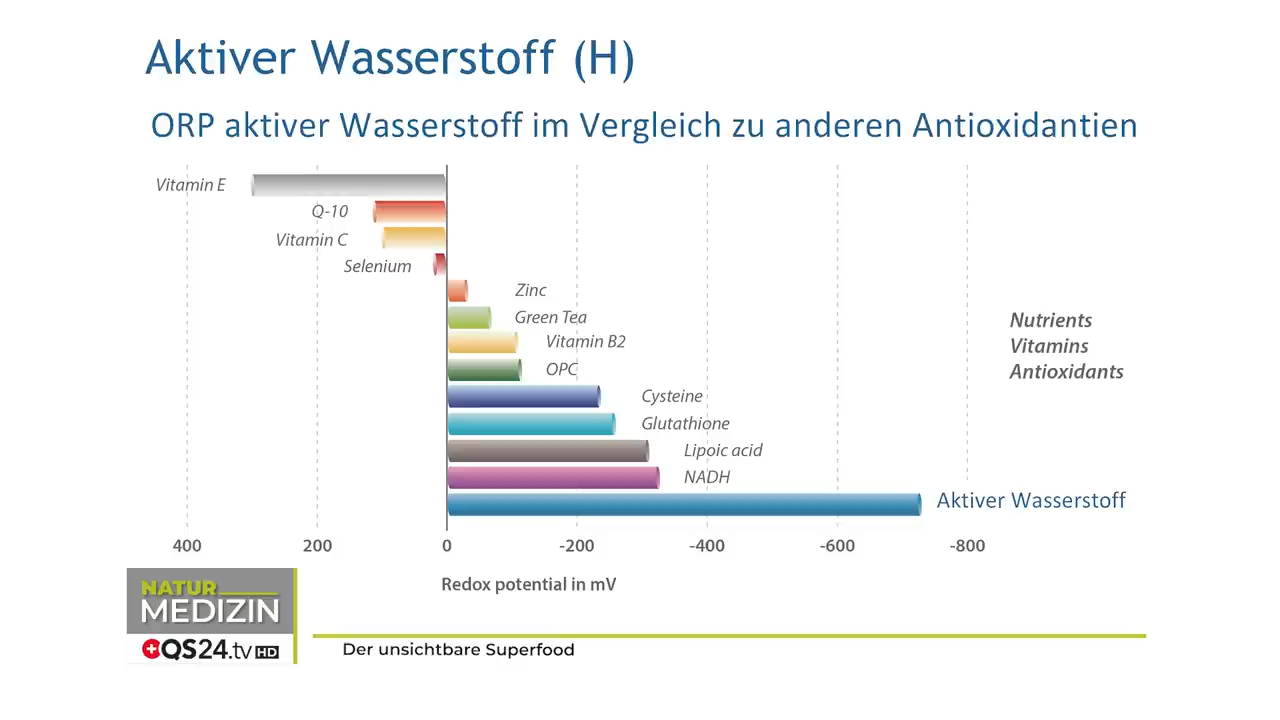 Aktiver Wasserstoff (H)
ORP aktiver Wasserstoff im Vergleich zu anderen Antioxidantien
Vitamin E
Q-10
Vitamin C
Selenium
Zinc
Green Tea
Vitamin B2
OPC
Cysteine
Glutathione
Lipoic acid
NADH
Aktiver Wasserstoff
Nutrients
Vitamins
Antioxidants
400 200 0 -200 -400 -600 -800
Redox potential in mV
NATUR
MEDIZIN
QS24.tv HD
Der unsichtbare Superfood